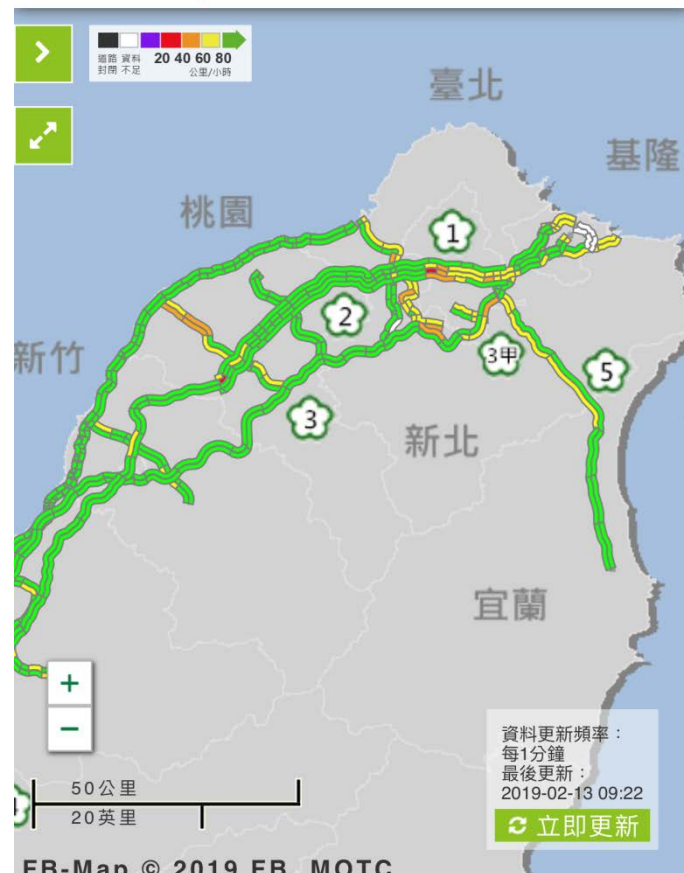 道路 資料 20 40 60 80
封閉 不足 公里/小時
臺北
基隆
桃園
1
2
新竹
3甲
5
3
新北
宜蘭
+
−
資料更新頻率：
每1分鐘
最後更新：
2019-02-13 09:22
立即更新
50公里
20英里
FB-Map © 2019 FB, MOTC